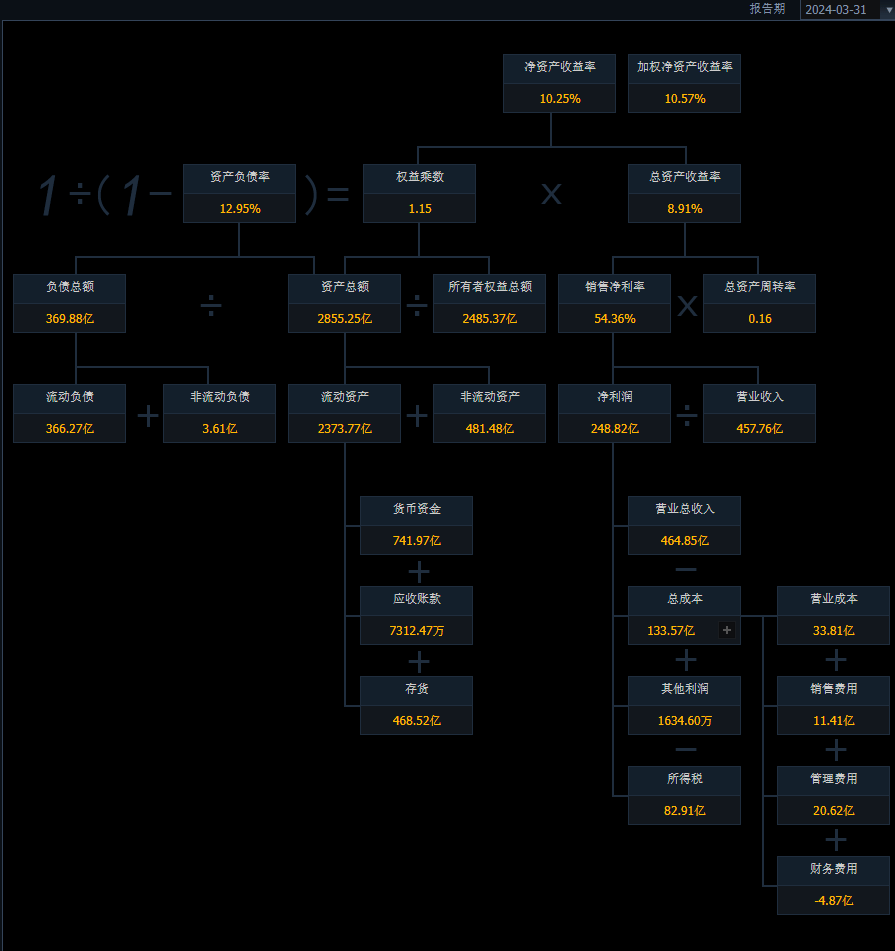 报告期 2024-03-31
净资产收益率 加权净资产收益率
10.25% 10.57%
资产负债率 权益乘数 总资产收益率
1÷(1− )= x
12.95% 1.15 8.91%
负债总额 资产总额 所有者权益总额 销售净利率 总资产周转率
÷ ÷ x
369.88亿 2855.25亿 2485.37亿 54.36% 0.16
流动负债 非流动负债 流动资产 非流动资产 净利润 营业收入
+ + ÷
366.27亿 3.61亿 2373.77亿 481.48亿 248.82亿 457.76亿
货币资金 营业总收入
741.97亿 464.85亿
+ −
应收账款 总成本 营业成本
7312.47万 133.57亿 + 33.81亿
+ + +
存货 其他利润 销售费用
468.52亿 1634.60万 11.41亿
− +
所得税 管理费用
82.91亿 20.62亿
+
财务费用
-4.87亿